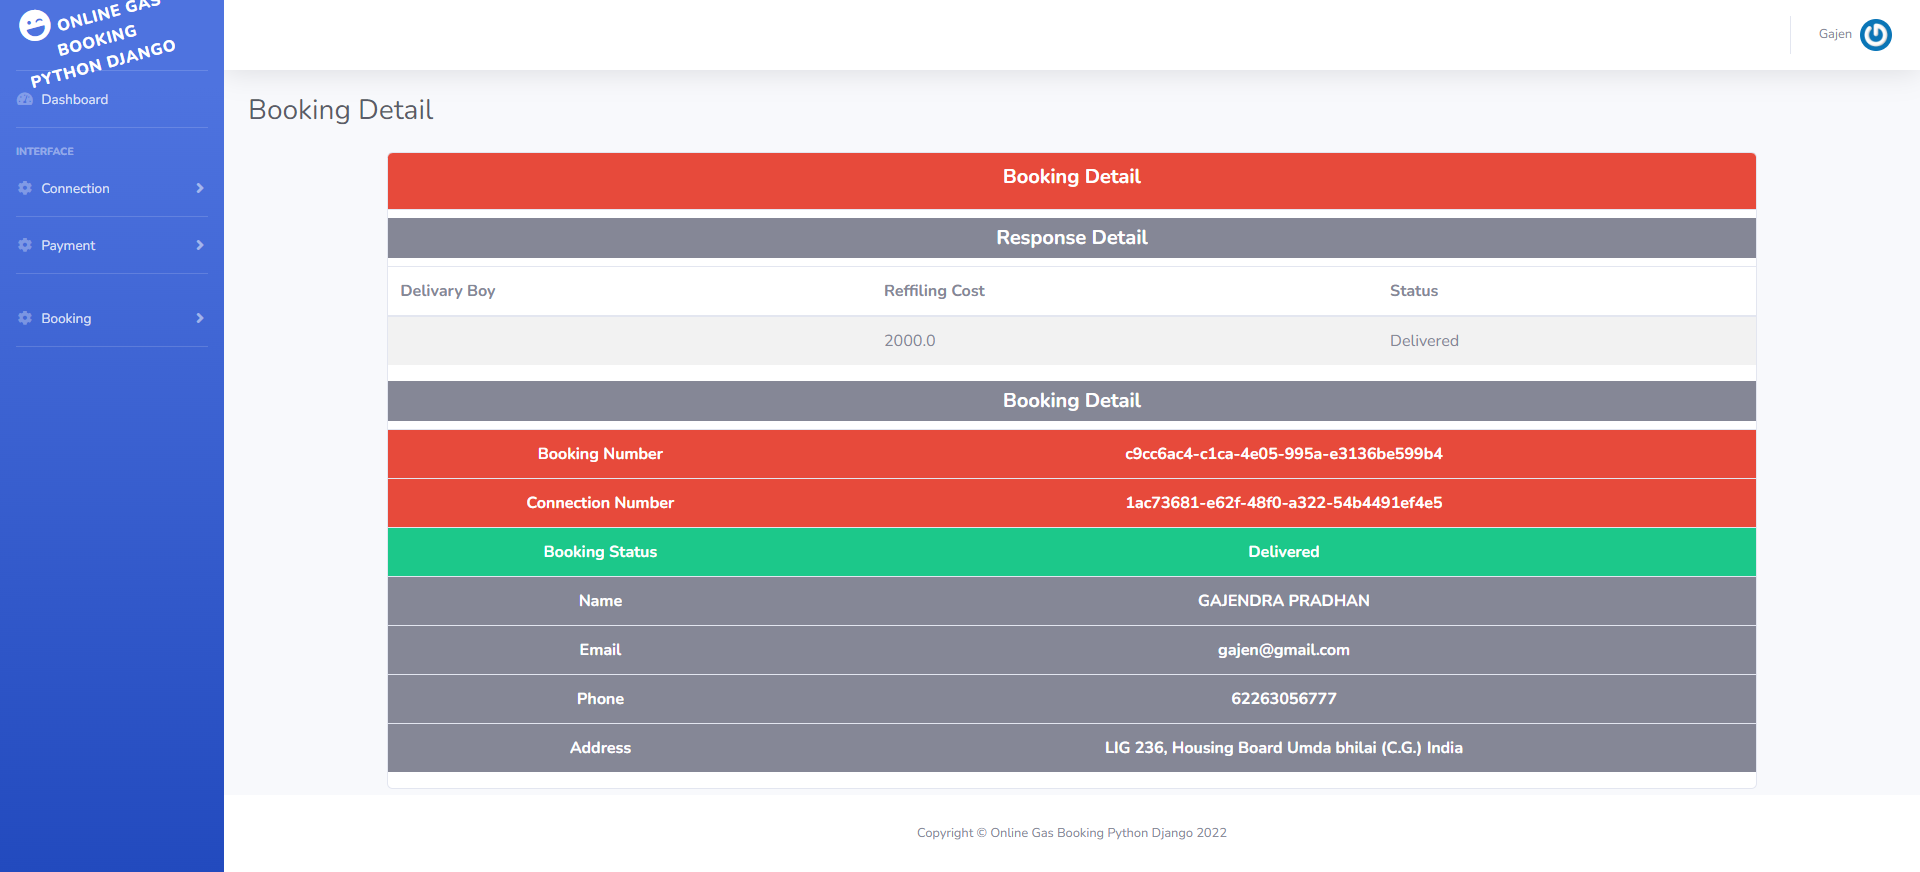 ONLINE GAS
BOOKING
PYTHON DJANGO
Dashboard
INTERFACE
Connection
Payment
Booking
Gajen
Booking Detail
Booking Detail
Response Detail
Delivary Boy Reffiling Cost Status
2000.0 Delivered
Booking Detail
Booking Number c9cc6ac4-c1ca-4e05-995a-e3136be599b4
Connection Number 1ac73681-e62f-48f0-a322-54b4491ef4e5
Booking Status Delivered
Name GAJENDRA PRADHAN
Email gajen@gmail.com
Phone 62263056777
Address LIG 236, Housing Board Umda bhilai (C.G.) India
Copyright © Online Gas Booking Python Django 2022